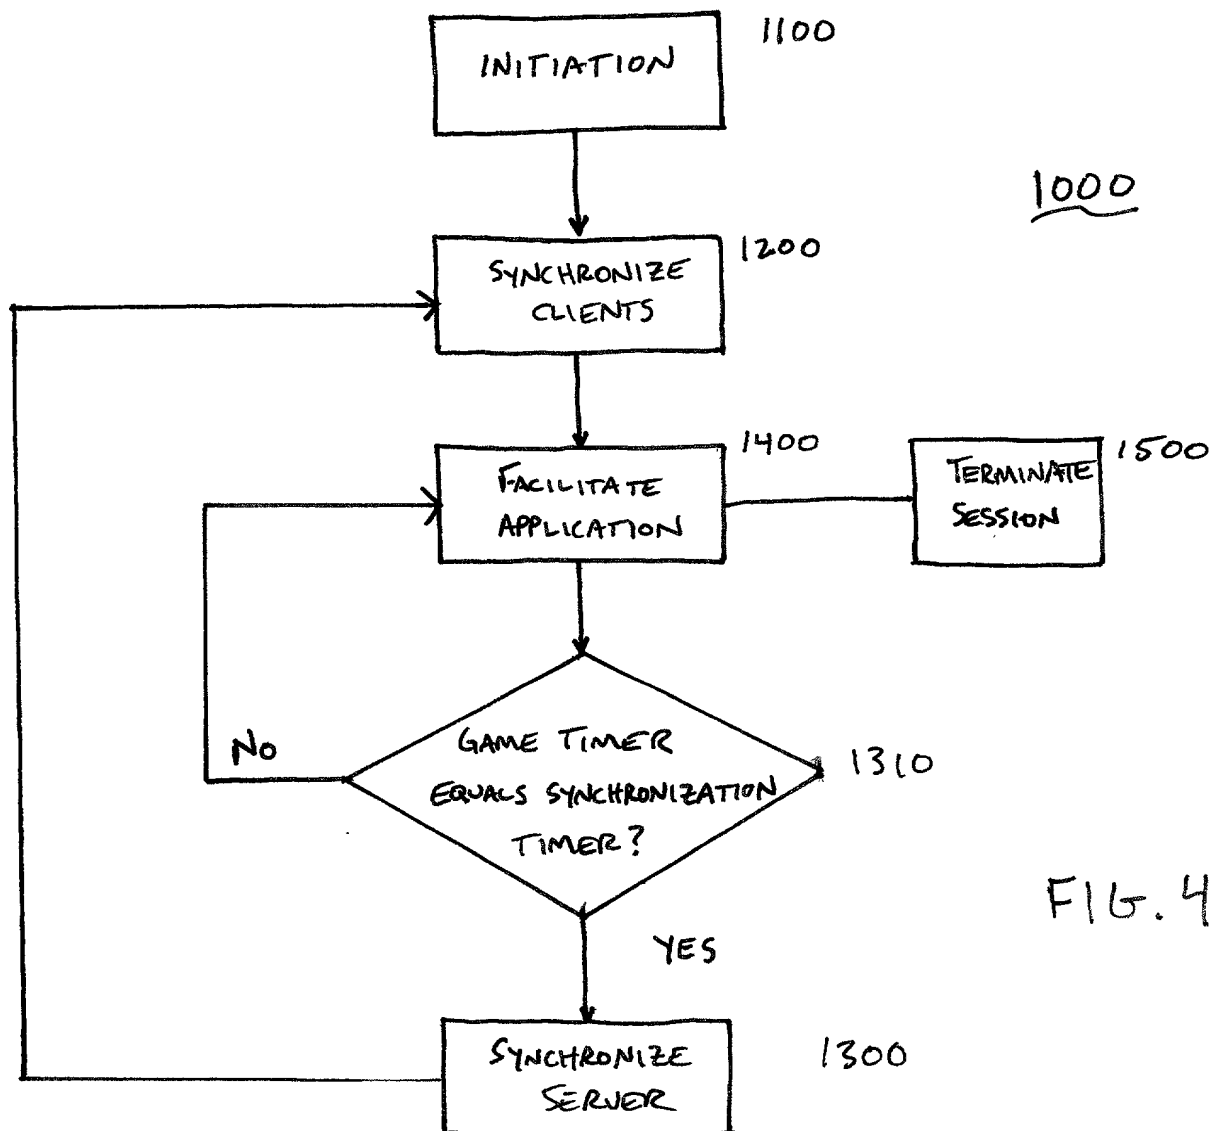 INITIATION
1100
1000
SYNCHRONIZE
CLIENTS
1200
FACILITATE
APPLICATION
1400
TERMINATE
SESSION
1500
NO
GAME TIMER
EQUALS SYNCHRONIZATION
TIMER?
1310
FIG. 4
YES
SYNCHRONIZE
SERVER
1300